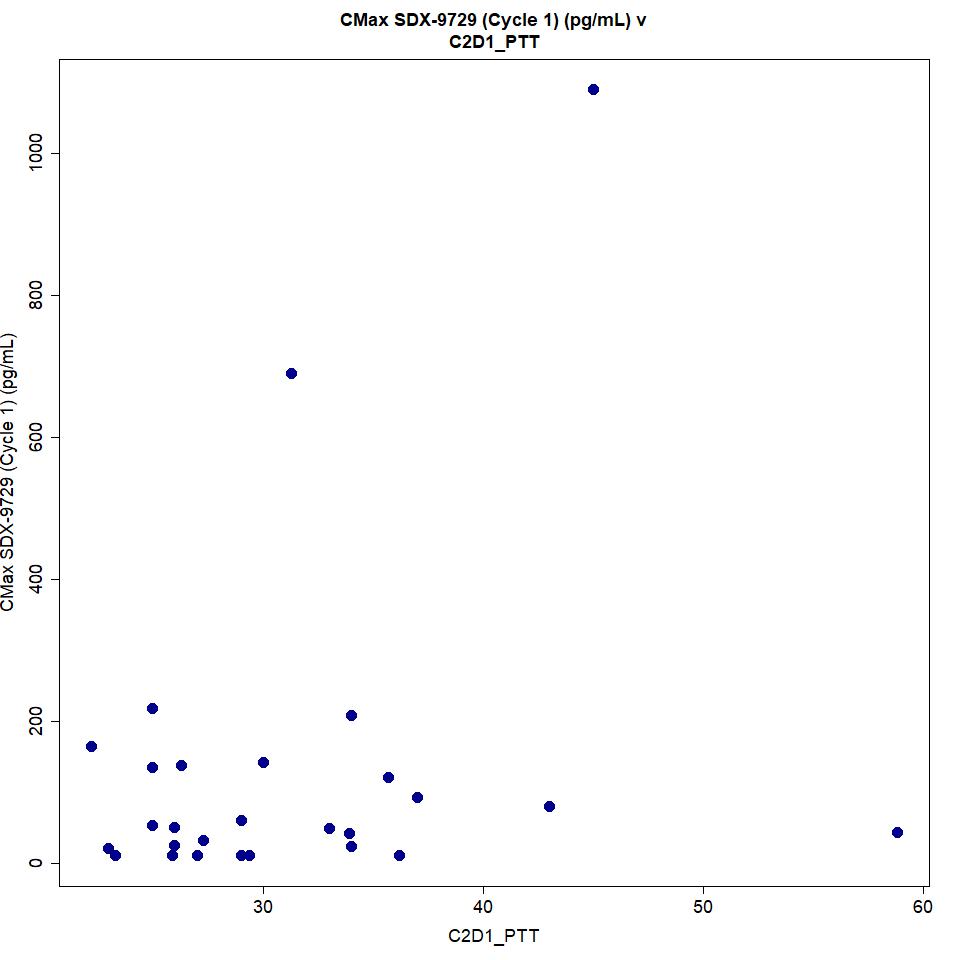 CMax SDX-9729 (Cycle 1) (pg/mL) v
C2D1_PTT
1000
800
600
400
200
0
CMax SDX-9729 (Cycle 1) (pg/mL)
30 40 50 60
C2D1_PTT